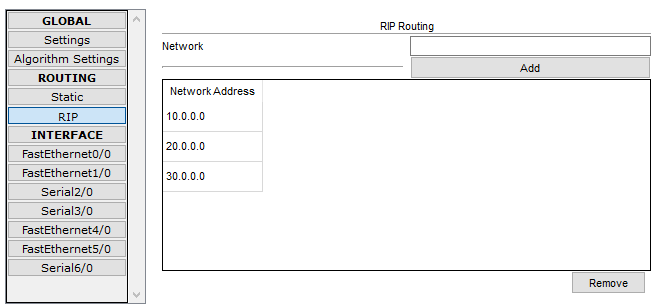 GLOBAL
Settings
Algorithm Settings
ROUTING
Static
RIP
INTERFACE
FastEthernet0/0
FastEthernet1/0
Serial2/0
Serial3/0
FastEthernet4/0
FastEthernet5/0
Serial6/0
RIP Routing
Network
Add
Network Address
10.0.0.0
20.0.0.0
30.0.0.0
Remove